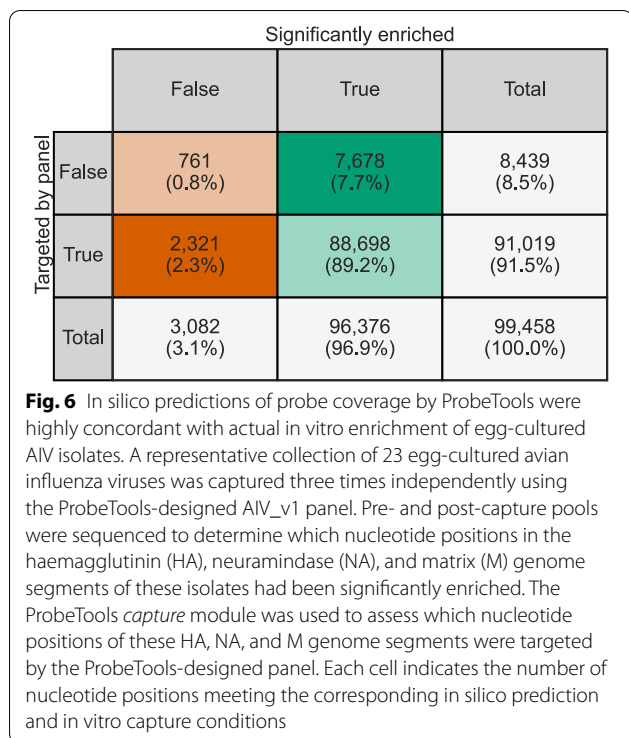 Significantly enriched
False True Total
Targeted by panel
False 761 7,678 8,439
(0.8%) (7.7%) (8.5%)
True 2,321 88,698 91,019
(2.3%) (89.2%) (91.5%)
Total 3,082 96,376 99,458
(3.1%) (96.9%) (100.0%)
Fig. 6 In silico predictions of probe coverage by ProbeTools were
highly concordant with actual in vitro enrichment of egg-cultured
AIV isolates. A representative collection of 23 egg-cultured avian
influenza viruses was captured three times independently using
the ProbeTools-designed AIV_v1 panel. Pre- and post-capture pools
were sequenced to determine which nucleotide positions in the
haemagglutinin (HA), neuramindase (NA), and matrix (M) genome
segments of these isolates had been significantly enriched. The
ProbeTools capture module was used to assess which nucleotide
positions of these HA, NA, and M genome segments were targeted
by the ProbeTools-designed panel. Each cell indicates the number of
nucleotide positions meeting the corresponding in silico prediction
and in vitro capture conditions